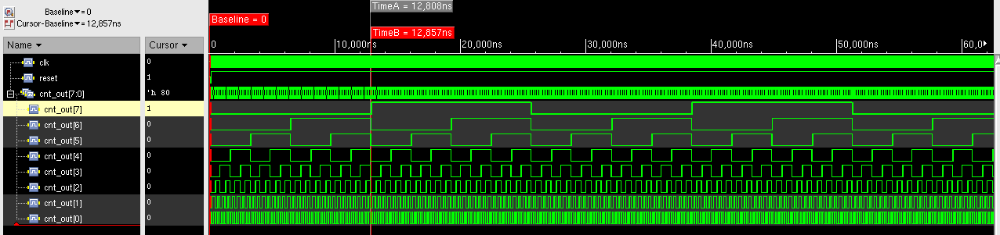 Baseline▼= 0
Cursor-Baseline▼= 12,857ns
TimeA = 12,808ns
Baseline = 0
TimeB = 12,857ns
Name▼ Cursor▼
0 10,000ns 20,000ns 30,000ns 40,000ns 50,000ns 60,0
clk 0
reset 1
cnt_out[7:0] 'h 80
cnt_out[7] 1
cnt_out[6] 0
cnt_out[5] 0
cnt_out[4] 0
cnt_out[3] 0
cnt_out[2] 0
cnt_out[1] 0
cnt_out[0] 0